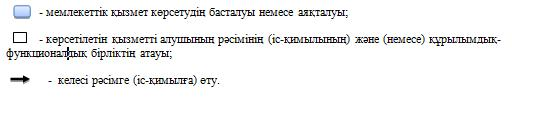 - мемлекеттік қызмет көрсетудің басталуы немесе аяқталуы;
- көрсетілетін қызметті алушының рәсімінің (іс-қимылының) және (немесе) құрылымдық-
функционалдық бірліктің атауы;
- келесі рәсімге (іс-қимылға) өту.